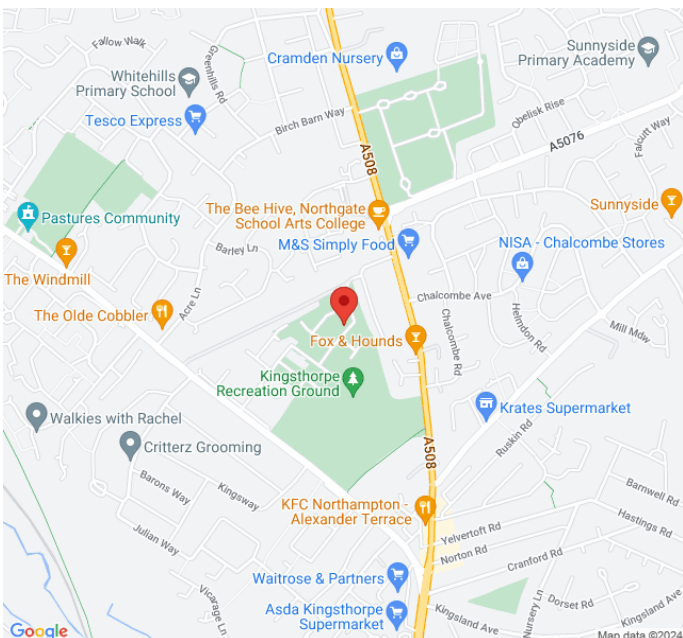 Fallow Walk
Greenhills Rd
Cramden Nursery
Sunnyside
Primary Academy
Whitehills
Primary School
Tesco Express
Birch Barn Way
Obelisk Rise
Falcutt Way
A5076
A508
Pastures Community
The Bee Hive, Northgate
School Arts College
Sunnyside
Barley Ln
M&S Simply Food
NISA - Chalcombe Stores
The Windmill
Acre Ln
Chalcombe Ave
The Olde Cobbler
Helmdon Rd
Chalcombe Rd
Mill Mdw
Fox & Hounds
Kingsthorpe
Recreation Ground
Krates Supermarket
Walkies with Rachel
Critterz Grooming
Ruskin Rd
A508
Barons Way
Kingsway
Barnwell Rd
KFC Northampton -
Alexander Terrace
Hastings Rd
Julian Way
Yelvertoft Rd
Norton Rd
Cranford Rd
Waitrose & Partners
Vicarage Ln
Nursery Ln
Dorset Rd
Asda Kingsthorpe
Supermarket
Kingsland Ave
Kingsland Ave
Google
Map data ©2024